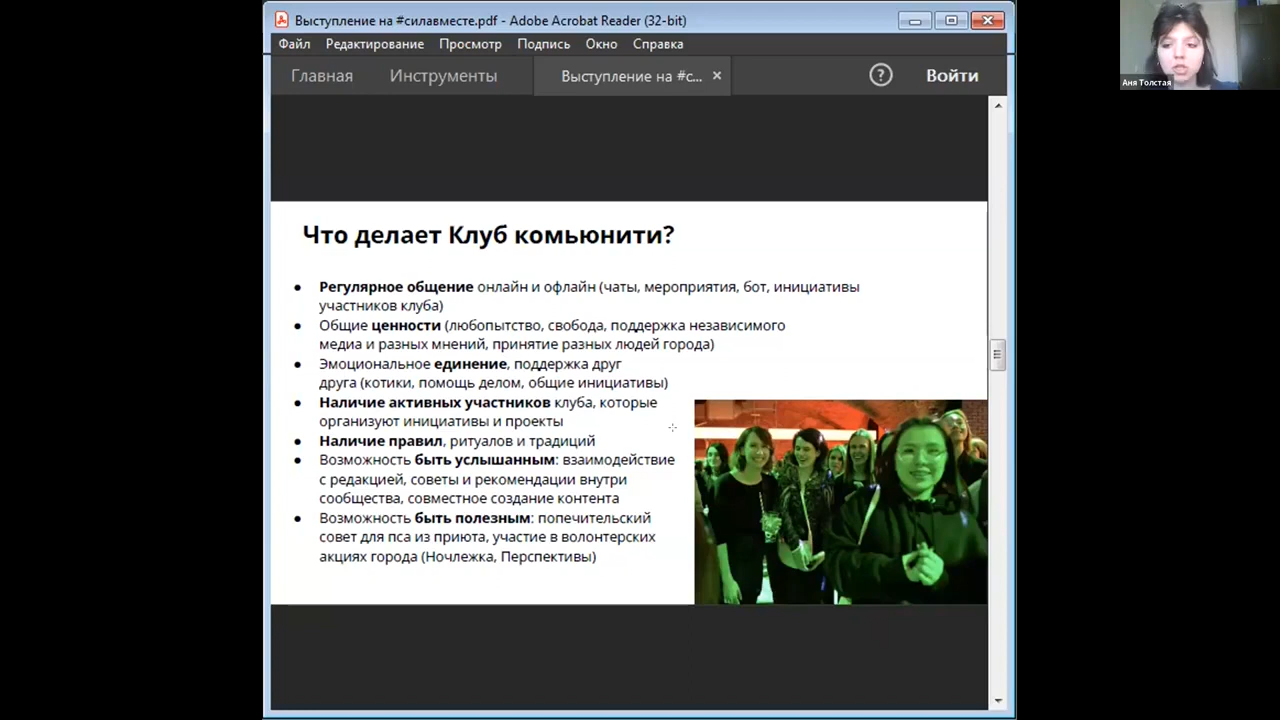 Выступление на #силавместе.pdf - Adobe Acrobat Reader (32-bit)
Файл Редактирование Просмотр Подпись Окно Справка
Главная Инструменты Выступление на #с... × ? Войти
Аня Толстая
Что делает Клуб комьюнити?
● Регулярное общение онлайн и офлайн (чаты, мероприятия, бот, инициативы
участников клуба)
● Общие ценности (любопытство, свобода, поддержка независимого
медиа и разных мнений, принятие разных людей города)
● Эмоциональное единение, поддержка друг
друга (котики, помощь делом, общие инициативы)
● Наличие активных участников клуба, которые
организуют инициативы и проекты
● Наличие правил, ритуалов и традиций
● Возможность быть услышанным: взаимодействие
с редакцией, советы и рекомендации внутри
сообщества, совместное создание контента
● Возможность быть полезным: попечительский
совет для пса из приюта, участие в волонтерских
акциях города (Ночлежка, Перспективы)